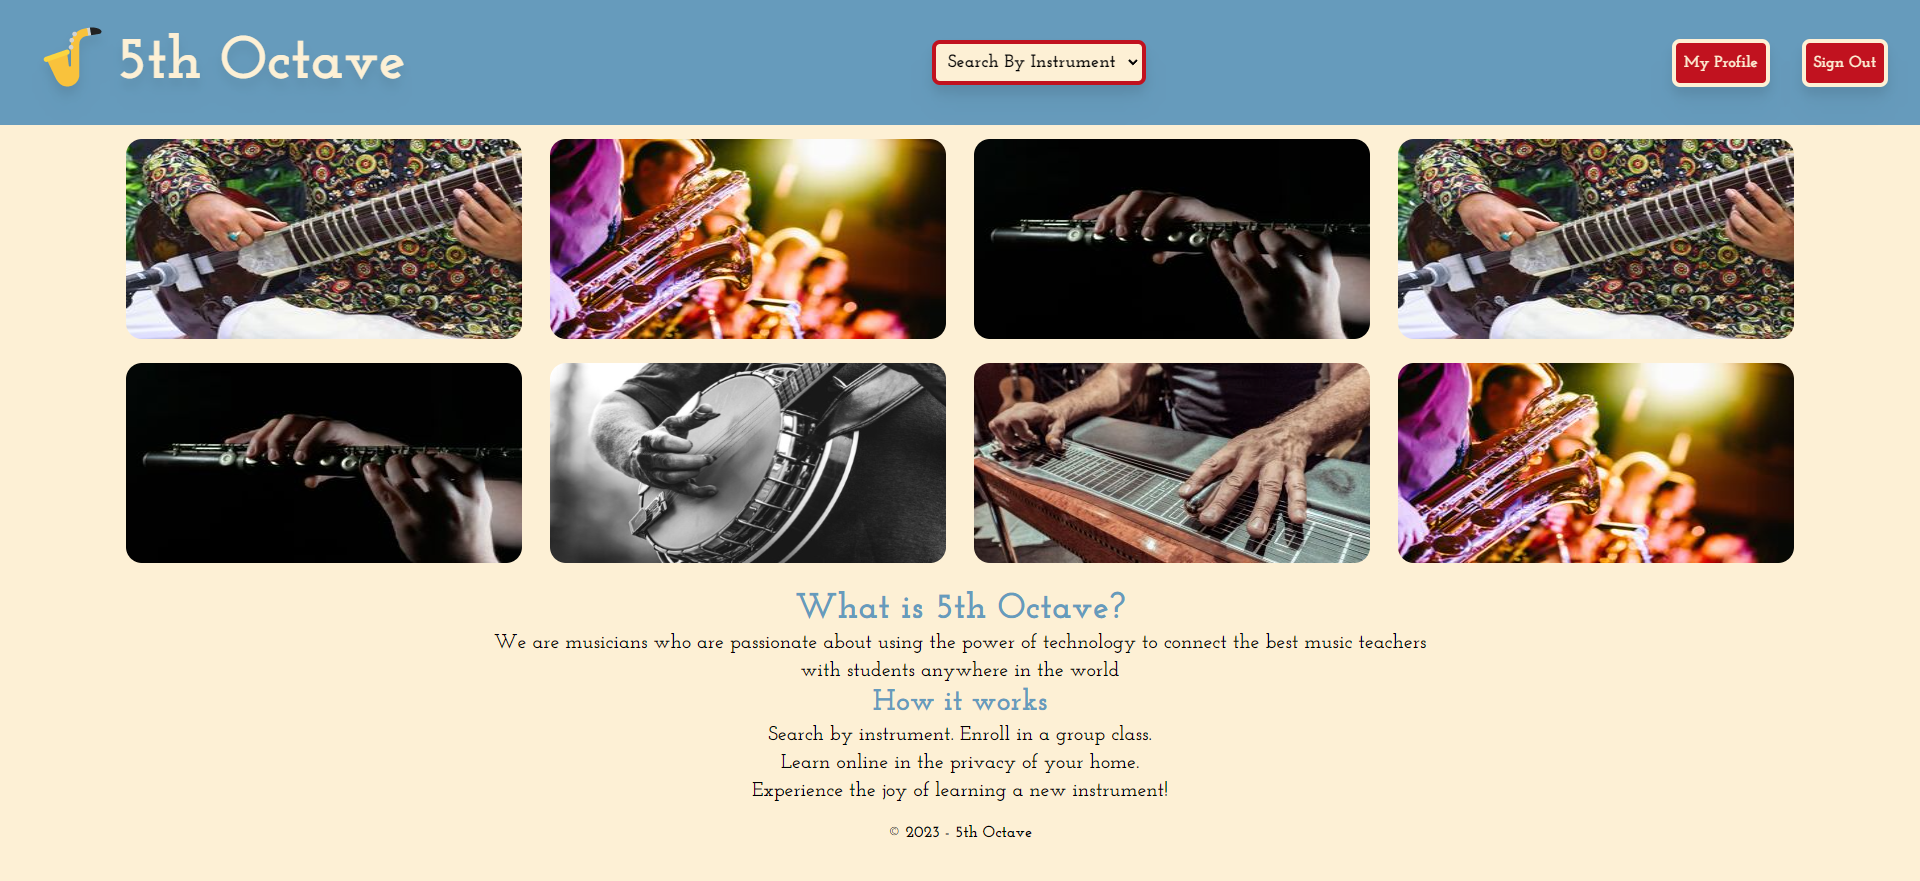 5th Octave
Search By Instrument
My Profile
Sign Out
What is 5th Octave?
We are musicians who are passionate about using the power of technology to connect the best music teachers
with students anywhere in the world
How it works
Search by instrument. Enroll in a group class.
Learn online in the privacy of your home.
Experience the joy of learning a new instrument!
© 2023 - 5th Octave